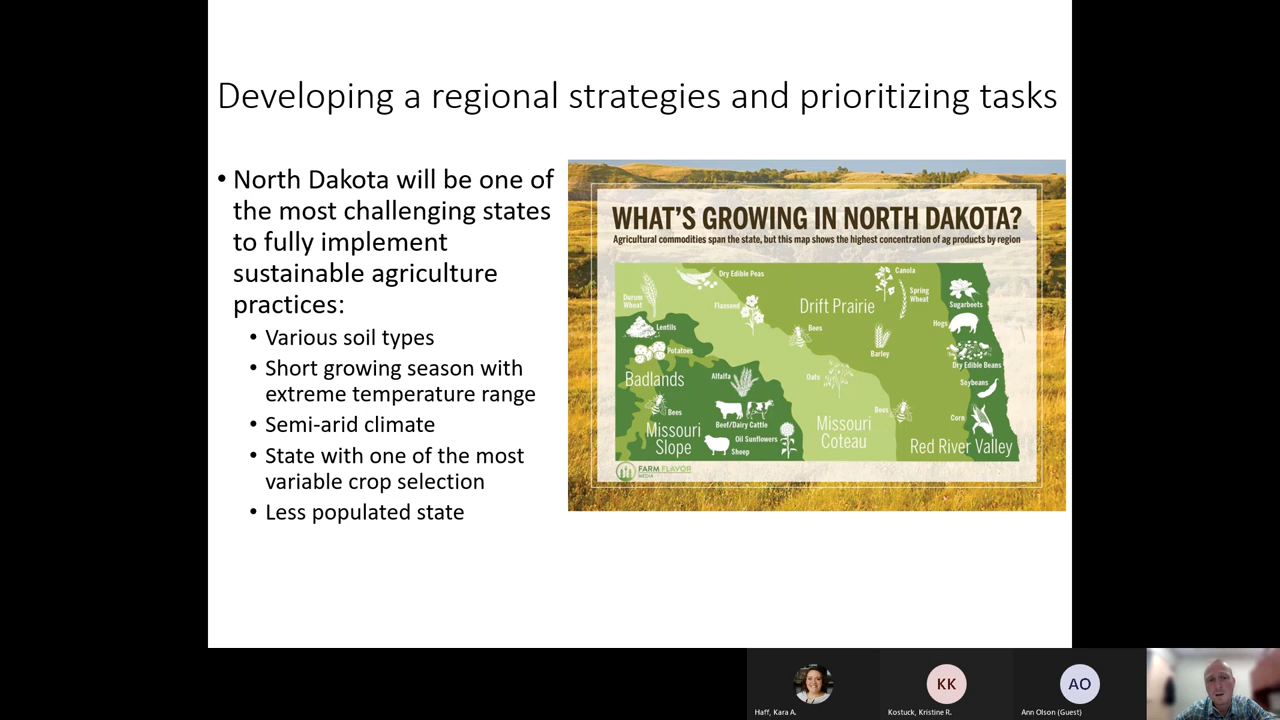 Developing a regional strategies and prioritizing tasks
• North Dakota will be one of
the most challenging states
to fully implement
sustainable agriculture
practices:
• Various soil types
• Short growing season with
extreme temperature range
• Semi-arid climate
• State with one of the most
variable crop selection
• Less populated state
WHAT'S GROWING IN NORTH DAKOTA?
Agricultural commodities span the state, but this map shows the highest concentration of ag products by region
Dry Edible Peas
Canola
Durum
Wheat
Flaxseed
Drift Prairie
Spring
Wheat
Sugarbeets
Lentils
Bees
Hogs
Potatoes
Barley
Dry Edible Beans
Badlands
Alfalfa
Oats
Soybeans
Bees
Beef/Dairy Cattle
Bees
Corn
Missouri
Slope
Oil Sunflowers
Sheep
Missouri
Coteau
Red River Valley
FARM FLAVOR
MEDIA
KK
AO
Haff, Kara A.
Kostuck, Kristine R.
Ann Olson (Guest)